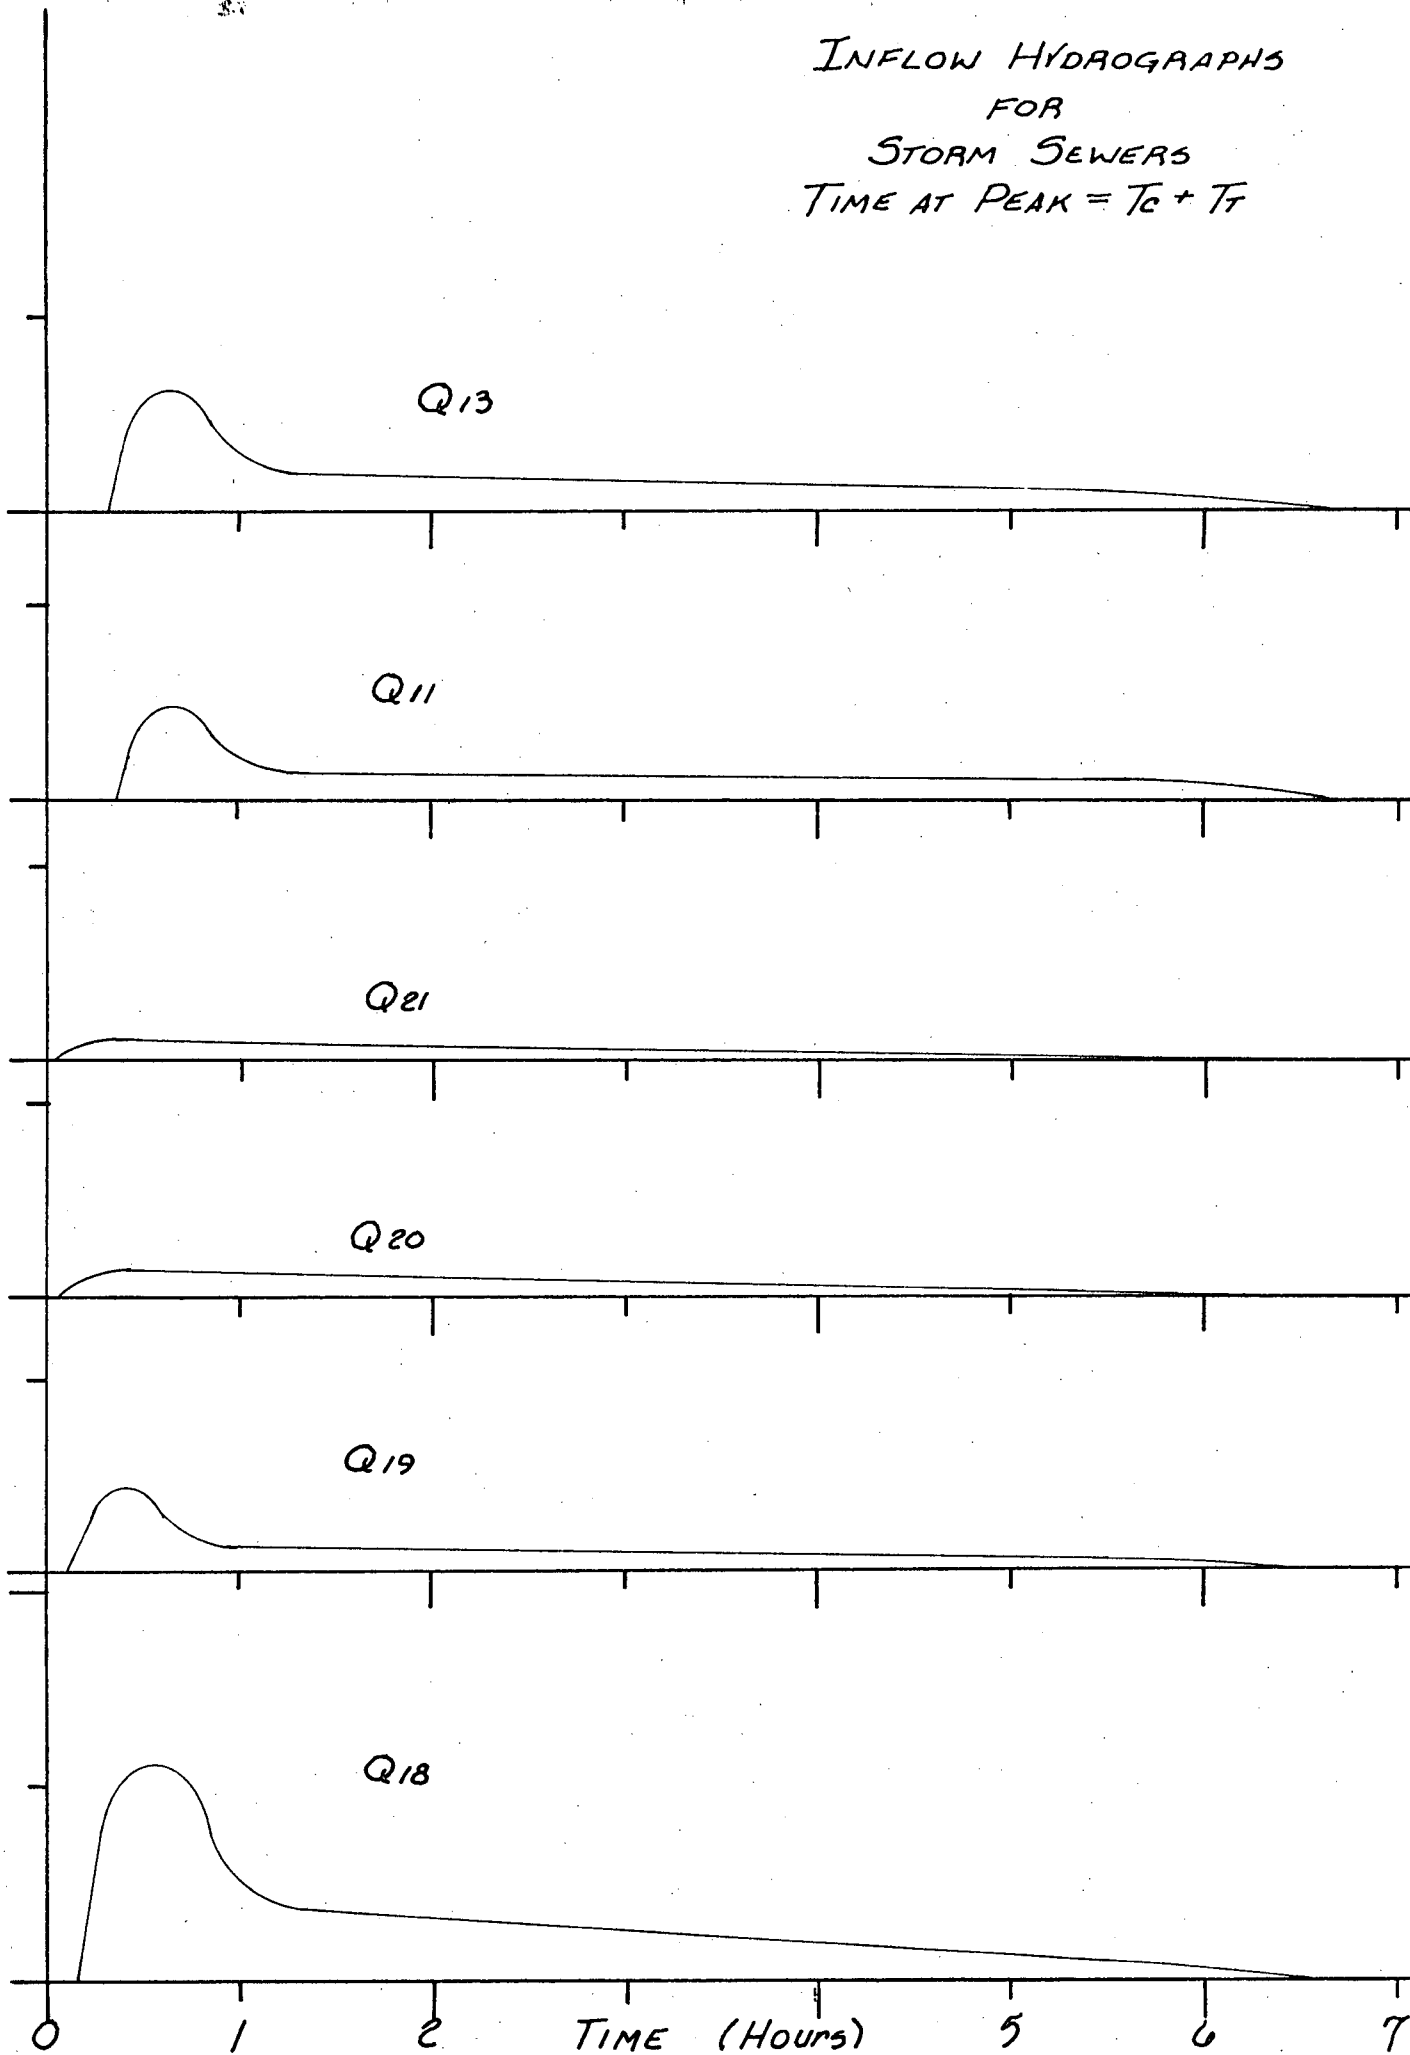 INFLOW HYDROGRAPHS
FOR
STORM SEWERS
TIME AT PEAK = Tc + TT
Q13
Q11
Q21
Q20
Q19
Q18
0 1 2 TIME (HOURS) 5 6 7